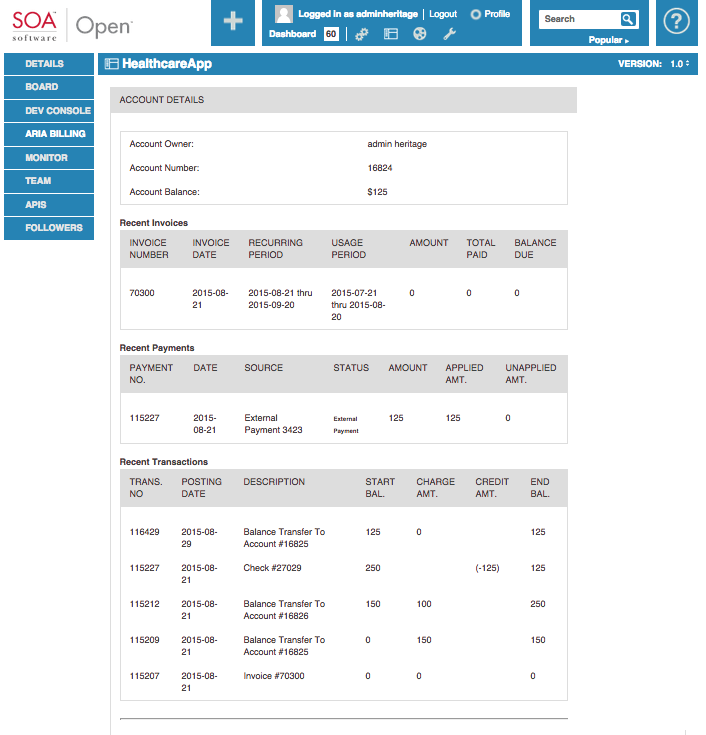 SOA™ Open™
software
Logged in as adminheritage | Logout Profile
Dashboard 60
Search
Popular
?
DETAILS
BOARD
DEV CONSOLE
ARIA BILLING
MONITOR
TEAM
APIS
FOLLOWERS
HealthcareApp VERSION: 1.0
ACCOUNT DETAILS
Account Owner: admin heritage
Account Number: 16824
Account Balance: $125
Recent Invoices
INVOICE INVOICE RECURRING USAGE AMOUNT TOTAL BALANCE
NUMBER DATE PERIOD PERIOD PAID DUE
70300 2015-08- 2015-08-21 thru 2015-07-21 0 0 0
21 2015-09-20 thru 2015-08-
20
Recent Payments
PAYMENT DATE SOURCE STATUS AMOUNT APPLIED UNAPPLIED
NO. AMT. AMT.
115227 2015- External External 125 125 0
08-21 Payment 3423 Payment
Recent Transactions
TRANS. POSTING DESCRIPTION START CHARGE CREDIT END
NO DATE BAL. AMT. AMT. BAL.
116429 2015-08- Balance Transfer To 125 0 125
29 Account #16825
115227 2015-08- Check #27029 250 (-125) 125
21
115212 2015-08- Balance Transfer To 150 100 250
21 Account #16826
115209 2015-08- Balance Transfer To 0 150 150
21 Account #16825
115207 2015-08- Invoice #70300 0 0 0
21